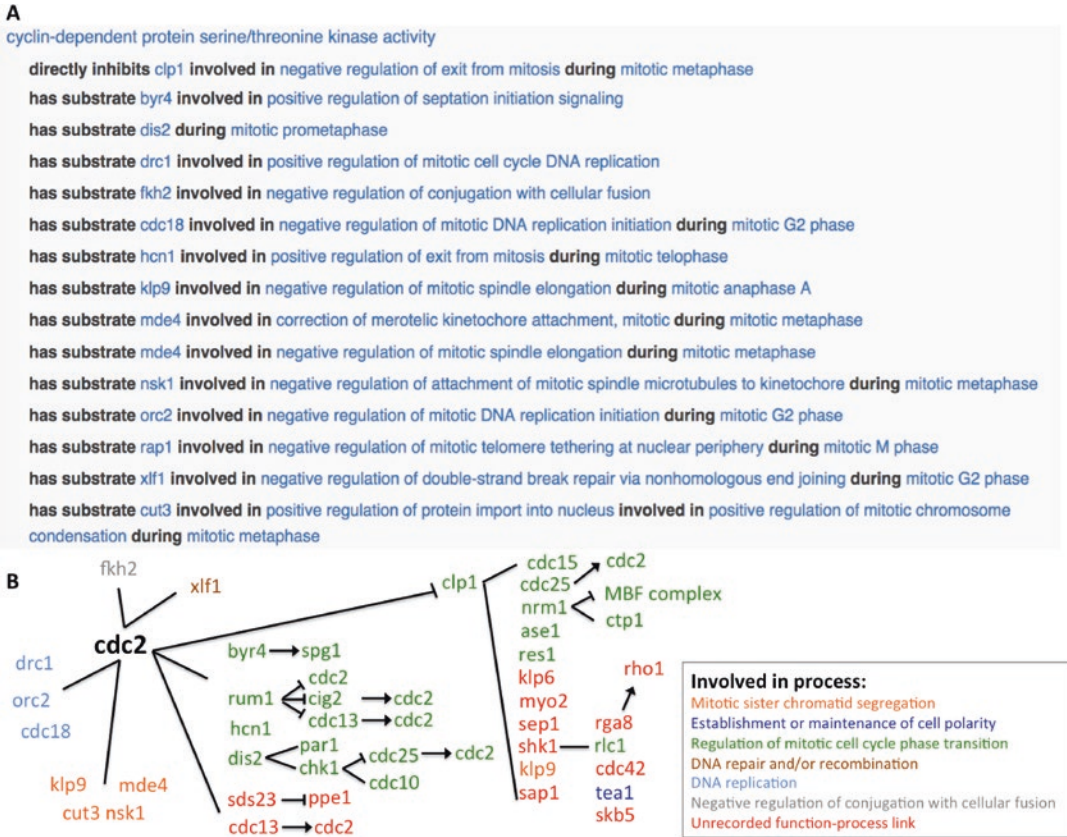 A
cyclin-dependent protein serine/threonine kinase activity
directly inhibits clp1 involved in negative regulation of exit from mitosis during mitotic metaphase
has substrate byr4 involved in positive regulation of septation initiation signaling
has substrate dis2 during mitotic prometaphase
has substrate drc1 involved in positive regulation of mitotic cell cycle DNA replication
has substrate fkh2 involved in negative regulation of conjugation with cellular fusion
has substrate cdc18 involved in negative regulation of mitotic DNA replication initiation during mitotic G2 phase
has substrate hcn1 involved in positive regulation of exit from mitosis during mitotic telophase
has substrate klp9 involved in negative regulation of mitotic spindle elongation during mitotic anaphase A
has substrate mde4 involved in correction of merotelic kinetochore attachment, mitotic during mitotic metaphase
has substrate mde4 involved in negative regulation of mitotic spindle elongation during mitotic metaphase
has substrate nsk1 involved in negative regulation of attachment of mitotic spindle microtubules to kinetochore during mitotic metaphase
has substrate orc2 involved in negative regulation of mitotic DNA replication initiation during mitotic G2 phase
has substrate rap1 involved in negative regulation of mitotic telomere tethering at nuclear periphery during mitotic M phase
has substrate xlf1 involved in negative regulation of double-strand break repair via nonhomologous end joining during mitotic G2 phase
has substrate cut3 involved in positive regulation of protein import into nucleus involved in positive regulation of mitotic chromosome
condensation during mitotic metaphase
B
fkh2
xlf1
cdc2
drc1
orc2
cdc18
klp9 mde4
cut3 nsk1
byr4 spg1
cdc2
rum1 cig2 cdc2
cdc13 cdc2
hcn1
par1
dis2
chk1
cdc25 cdc2
cdc10
sds23 ppe1
cdc13 cdc2
clp1
cdc15
cdc25 cdc2
nrm1 MBF complex
ctp1
ase1
res1
klp6
myo2
sep1
shk1
klp9
sap1
rho1
rga8
rlc1
cdc42
tea1
skb5
Involved in process:
Mitotic sister chromatid segregation
Establishment or maintenance of cell polarity
Regulation of mitotic cell cycle phase transition
DNA repair and/or recombination
DNA replication
Negative regulation of conjugation with cellular fusion
Unrecorded function-process link